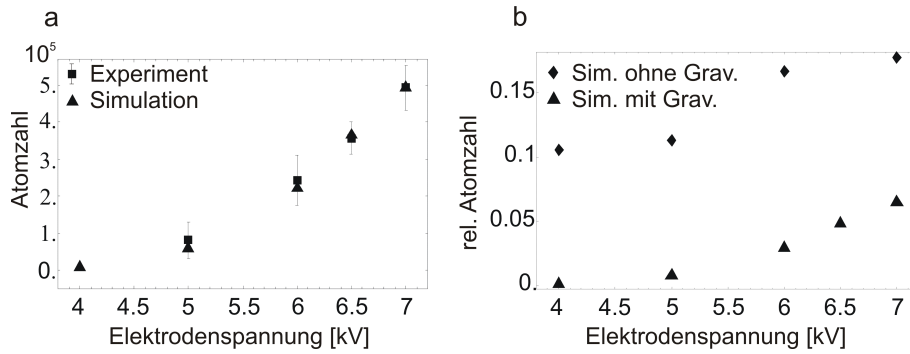 a
10⁵
Experiment
Simulation
5.
4.
3.
2.
1.
0.
Atomzahl
4 4.5 5 5.5 6 6.5 7
Elektrodenspannung [kV]
b
Sim. ohne Grav.
Sim. mit Grav.
0.15
0.1
0.05
0.
rel. Atomzahl
4 4.5 5 5.5 6 6.5 7
Elektrodenspannung [kV]